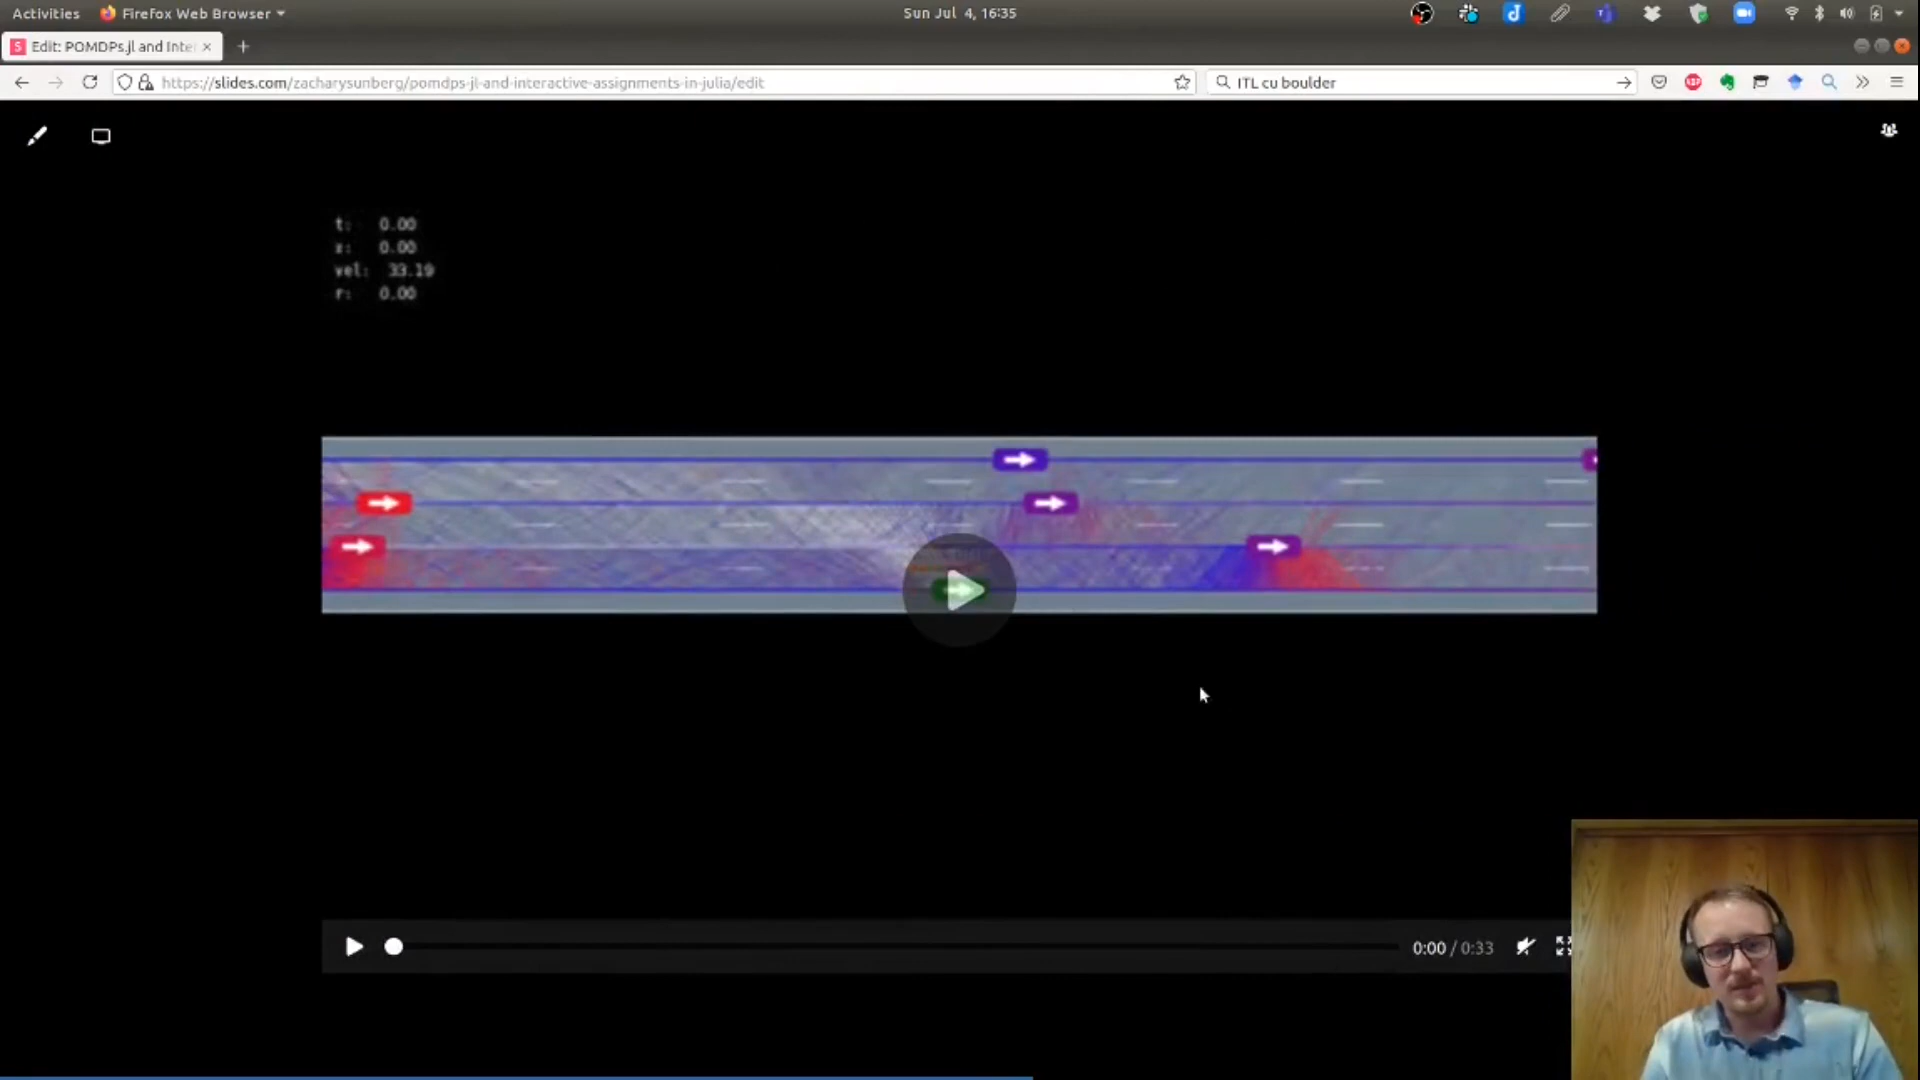 Activities Firefox Web Browser Sun Jul 4, 16:35
Edit: POMDPs.jl and Inte
https://slides.com/zacharysunberg/pomdps-jl-and-interactive-assignments-in-julia/edit ITL cu boulder
t: 0.00
x: 0.00
vel: 33.19
r: 0.00
0:00 / 0:33